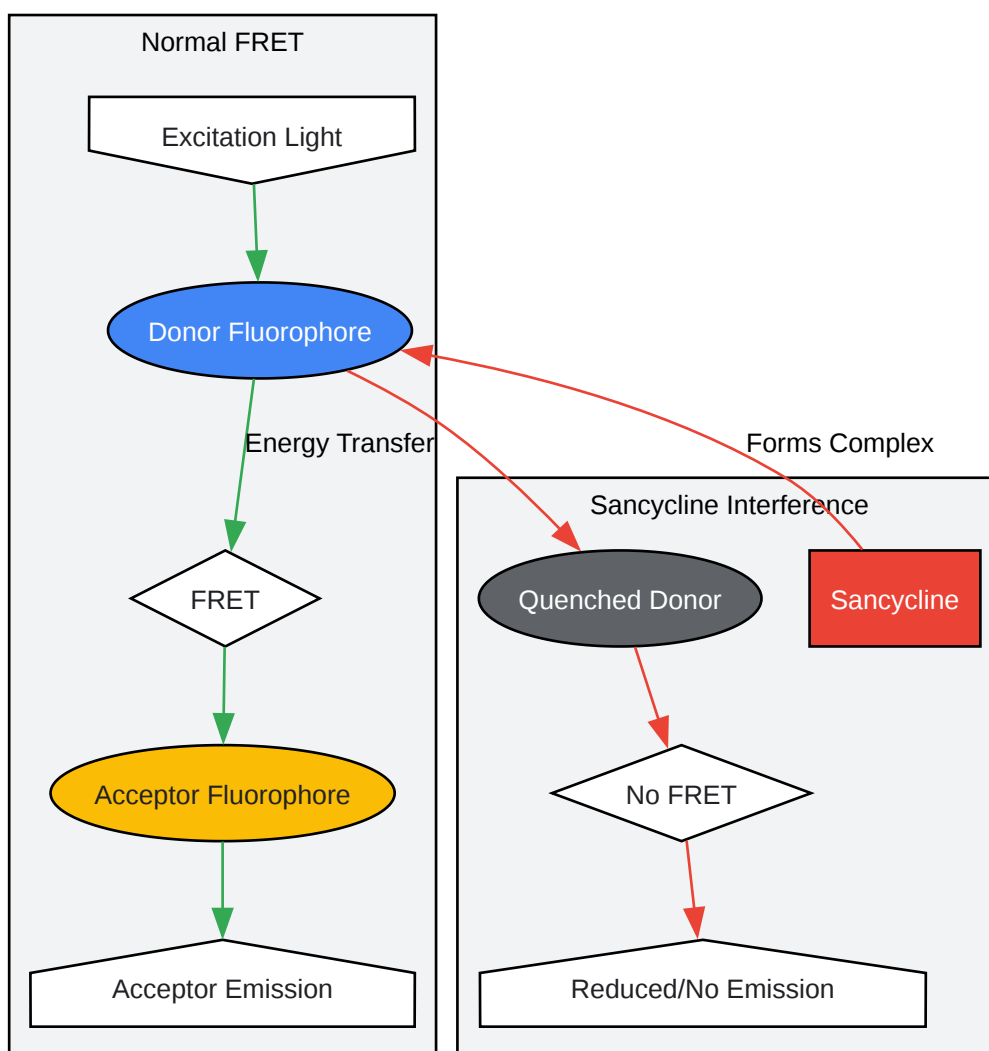 Normal FRET
Excitation Light
Donor Fluorophore
Energy Transfer
FRET
Acceptor Fluorophore
Acceptor Emission
Forms Complex
Sancycline Interference
Quenched Donor
Sancycline
No FRET
Reduced/No Emission